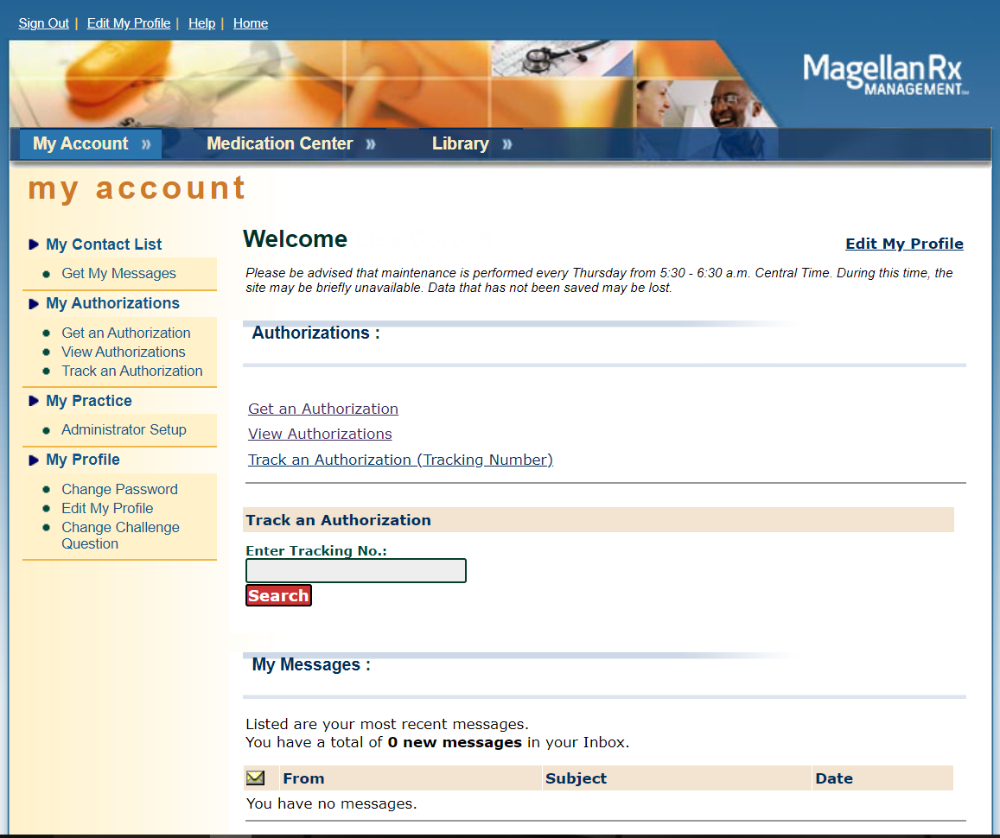 Sign Out | Edit My Profile | Help | Home
MagellanRx
MANAGEMENT℠
My Account »
Medication Center »
Library »
my account
My Contact List
Get My Messages
My Authorizations
Get an Authorization
View Authorizations
Track an Authorization
My Practice
Administrator Setup
My Profile
Change Password
Edit My Profile
Change Challenge
Question
Welcome
Edit My Profile
Please be advised that maintenance is performed every Thursday from 5:30 - 6:30 a.m. Central Time. During this time, the
site may be briefly unavailable. Data that has not been saved may be lost.
Authorizations :
Get an Authorization
View Authorizations
Track an Authorization (Tracking Number)
Track an Authorization
Enter Tracking No.:
Search
My Messages :
Listed are your most recent messages.
You have a total of 0 new messages in your Inbox.
From Subject Date
You have no messages.